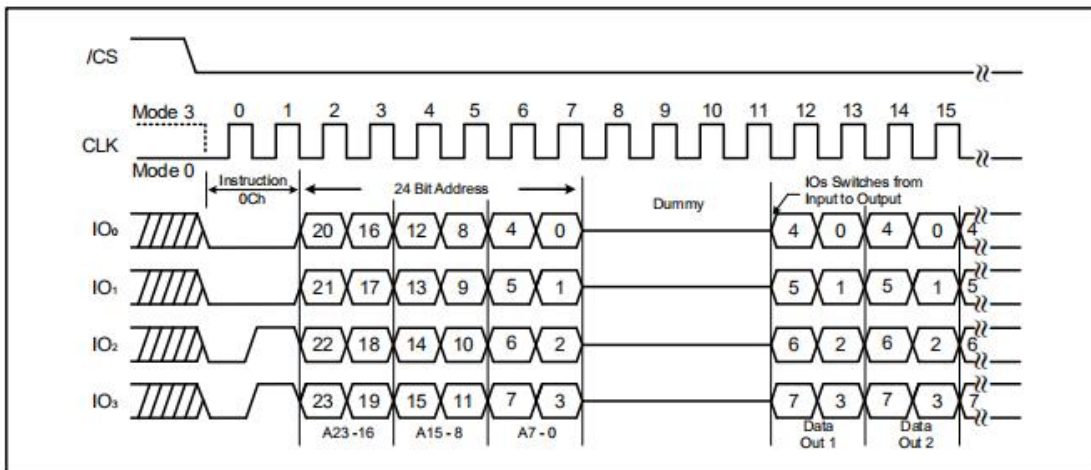 /CS
Mode 3 0 1 2 3 4 5 6 7 8 9 10 11 12 13 14 15
CLK
Mode 0
Instruction 24 Bit Address Dummy IOs Switches from
0Ch Input to Output
IO₀ 20 16 12 8 4 0 4 0 4 0 4
IO₁ 21 17 13 9 5 1 5 1 5 1 5
IO₂ 22 18 14 10 6 2 6 2 6 2 6
IO₃ 23 19 15 11 7 3 7 3 7 3 7
A23 -16 A15 - 8 A7 - 0 Data Data
Out 1 Out 2